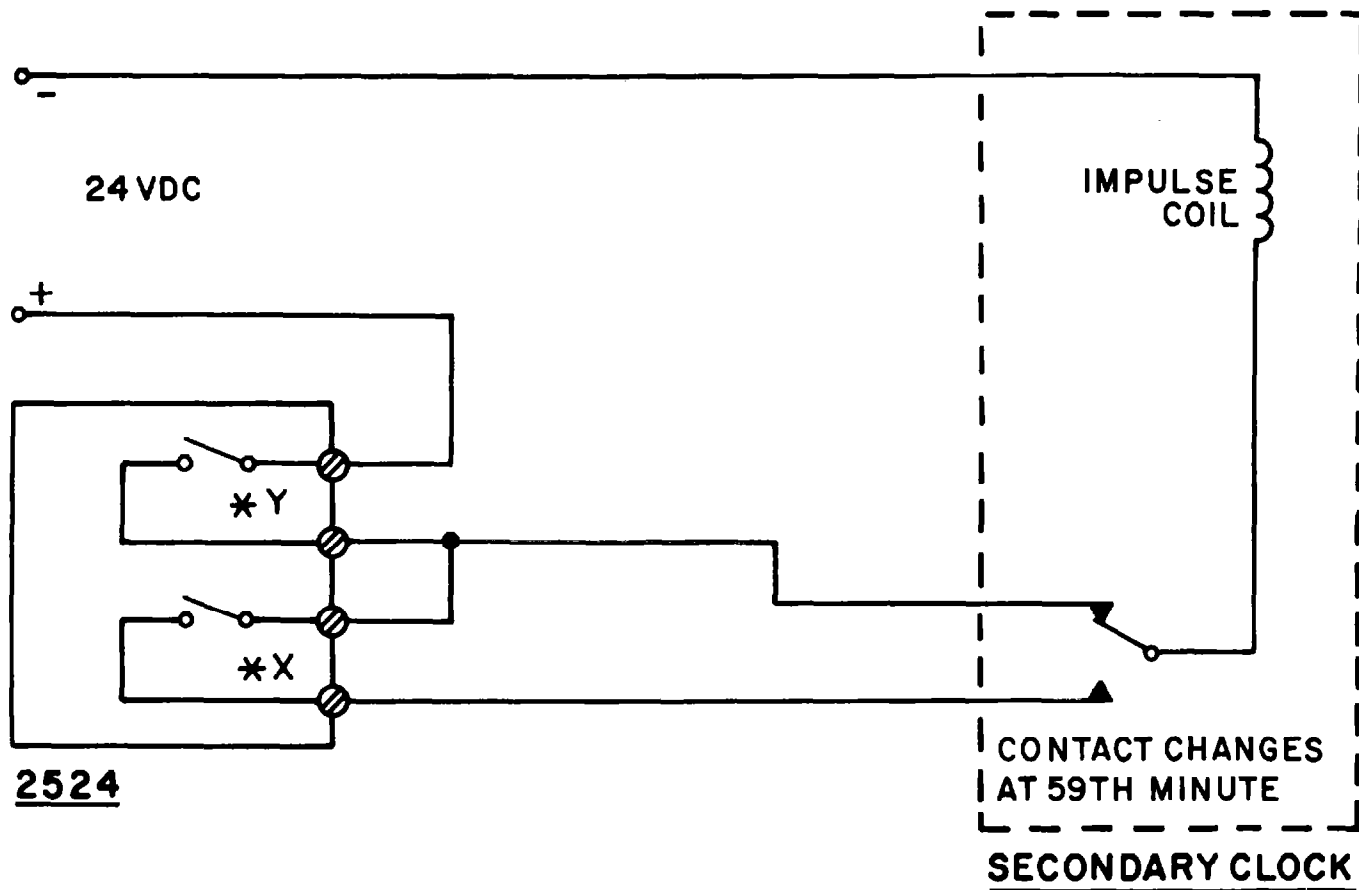 -
24 VDC
+
IMPULSE
COIL
* Y
* X
2524
CONTACT CHANGES
AT 59TH MINUTE
SECONDARY CLOCK